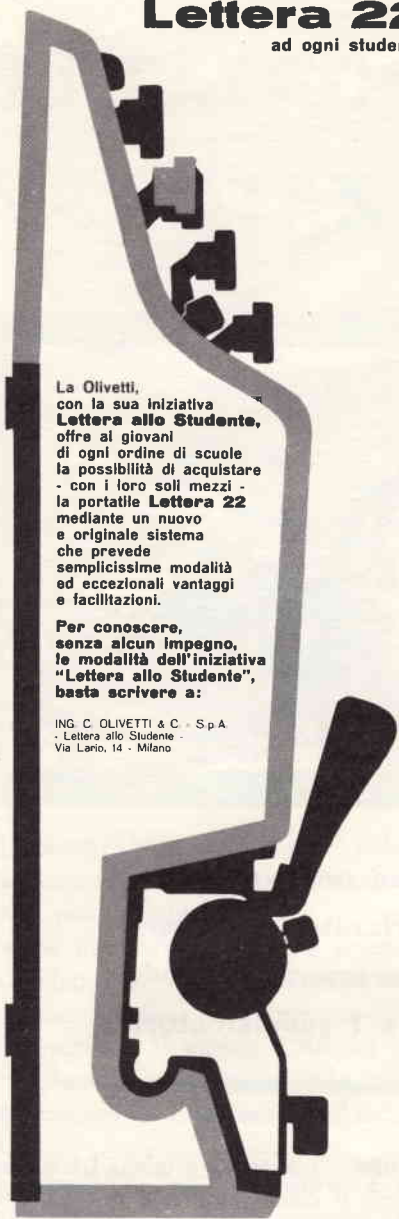 Lettera 22
ad ogni
La Olivetti,
con la sua iniziativa
Lettera allo Studente,
offre ai giovani
di ogni ordine di scuole
la possibilità di acquistare
- con i loro soli mezzi -
la portatile Lettera 22
mediante un nuovo
e originale sistema
che prevede
semplicissime modalità
ed eccezionali vantaggi
e facilitazioni.
Per conoscere,
senza alcun impegno,
le modalità dell'iniziativa
"Lettera allo Studente",
basta scrivere a:
ING. C. OLIVETTI & C. - S.p.A.
- Lettera allo Studente -
Via Lario, 14 - Milano